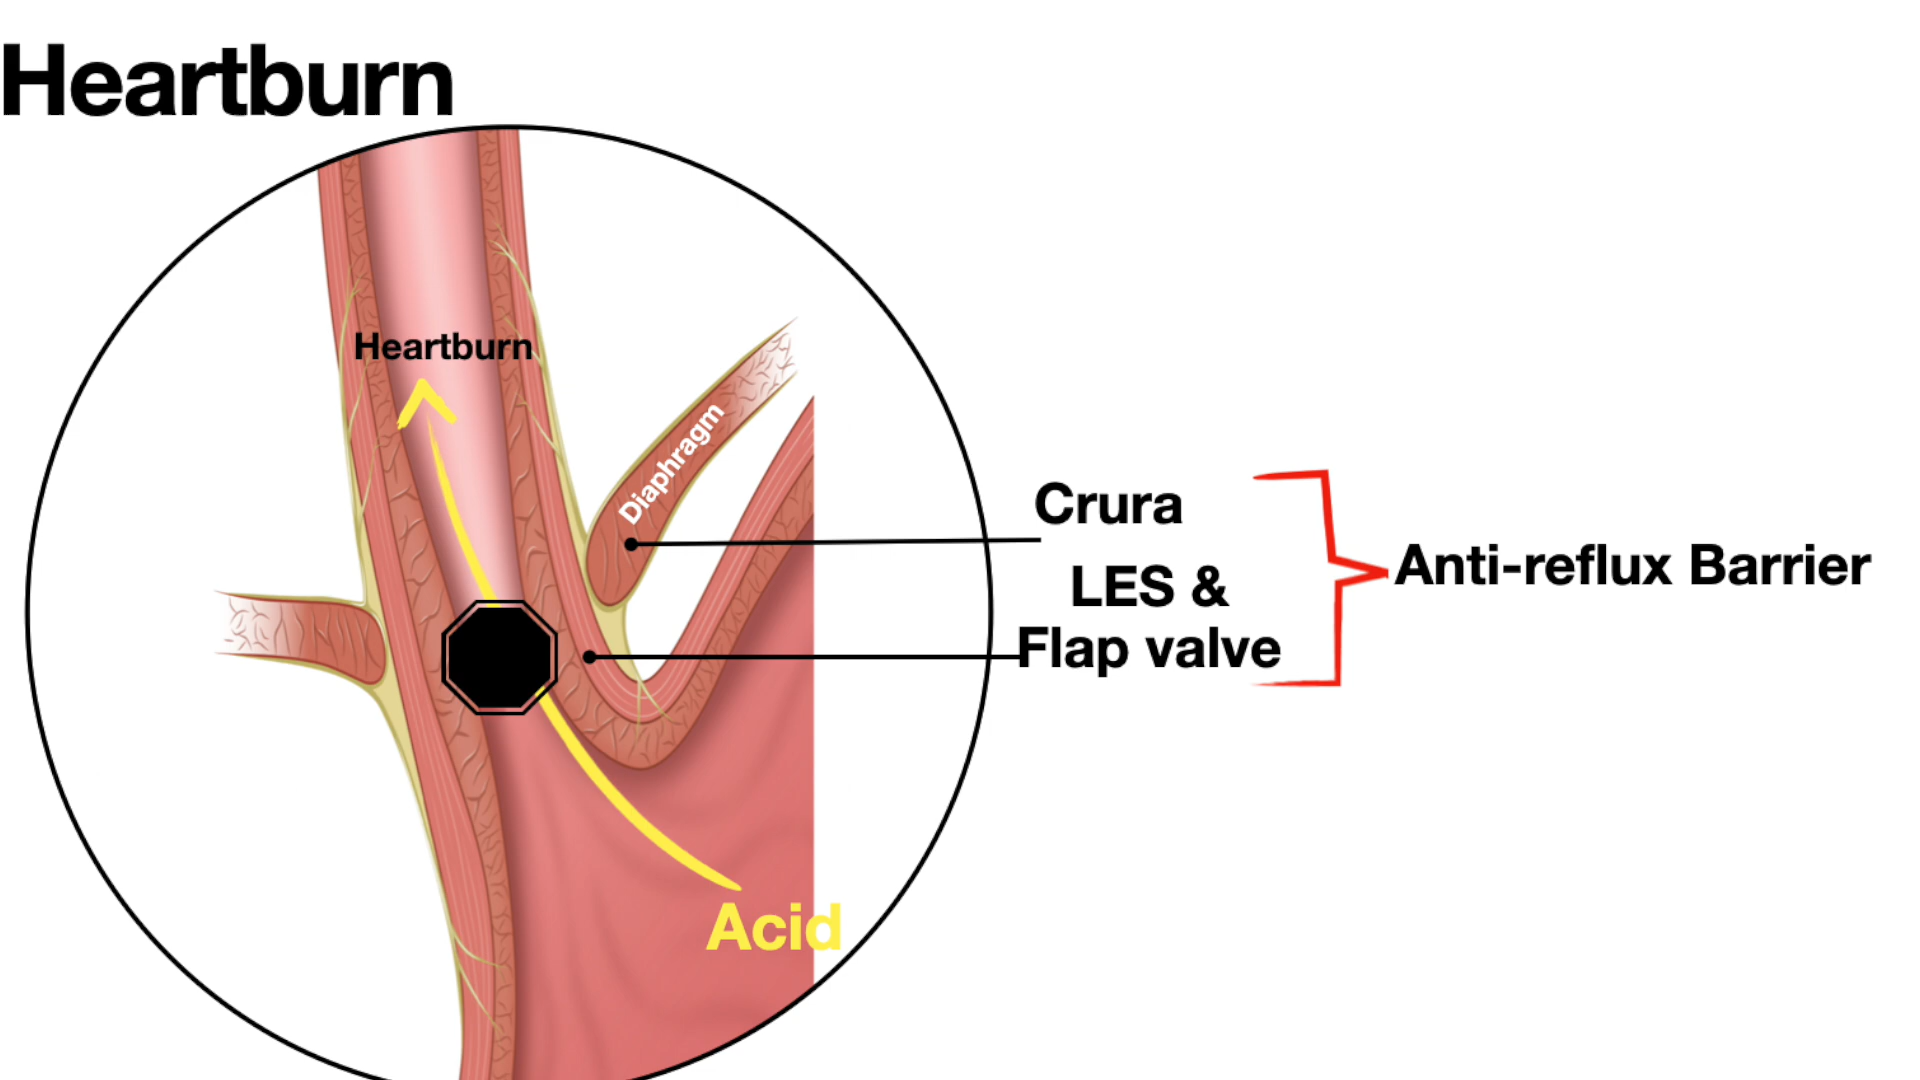 Heartburn
Heartburn
Diaphragm
Crura
LES &
Flap valve
Anti-reflux Barrier
Acid